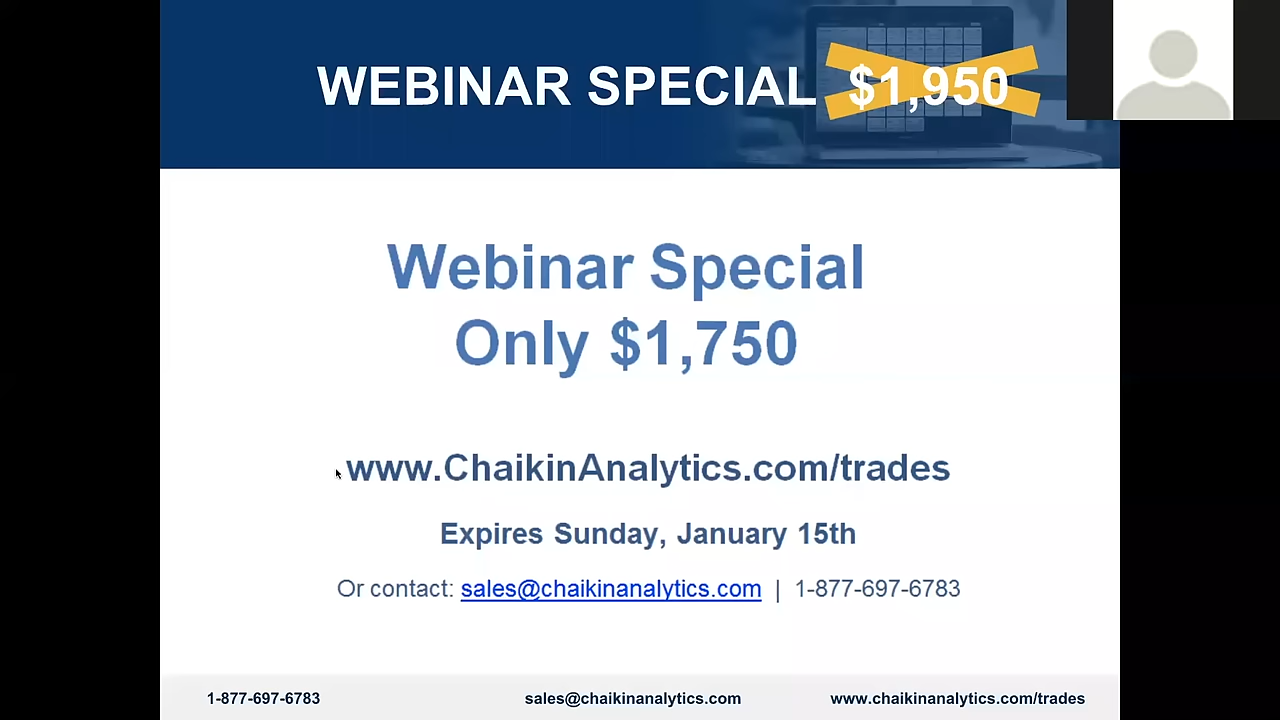 WEBINAR SPECIAL $1,950
Webinar Special
Only $1,750
www.ChaikinAnalytics.com/trades
Expires Sunday, January 15th
Or contact: sales@chaikinanalytics.com | 1-877-697-6783
1-877-697-6783 sales@chaikinanalytics.com www.chaikinanalytics.com/trades